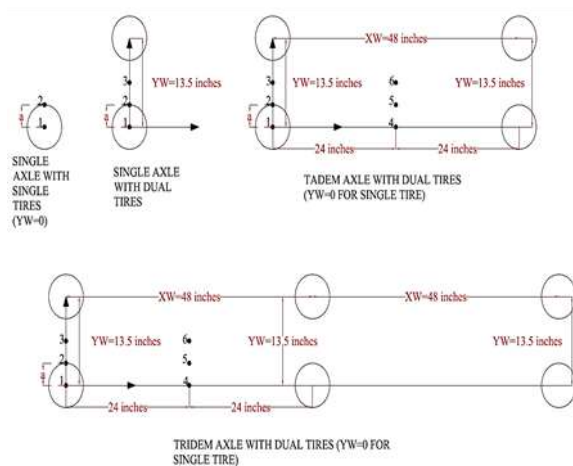 XW=48 inches
3
YW=13.5 inches
2
1
3
YW=13.5 inches
2
1
6
5
4
YW=13.5 inches
2
1
24 inches
24 inches
SINGLE
AXLE WITH
SINGLE
TIRES
(YW=0)
SINGLE AXLE
WITH DUAL
TIRES
TADEM AXLE WITH DUAL TIRES
(YW=0 FOR SINGLE TIRE)
XW=48 inches
XW=48 inches
3
YW=13.5 inches
2
1
6
5
4
YW=13.5 inches
YW=13.5 inches
24 inches
24 inches
TRIDEM AXLE WITH DUAL TIRES (YW=0 FOR
SINGLE TIRE)